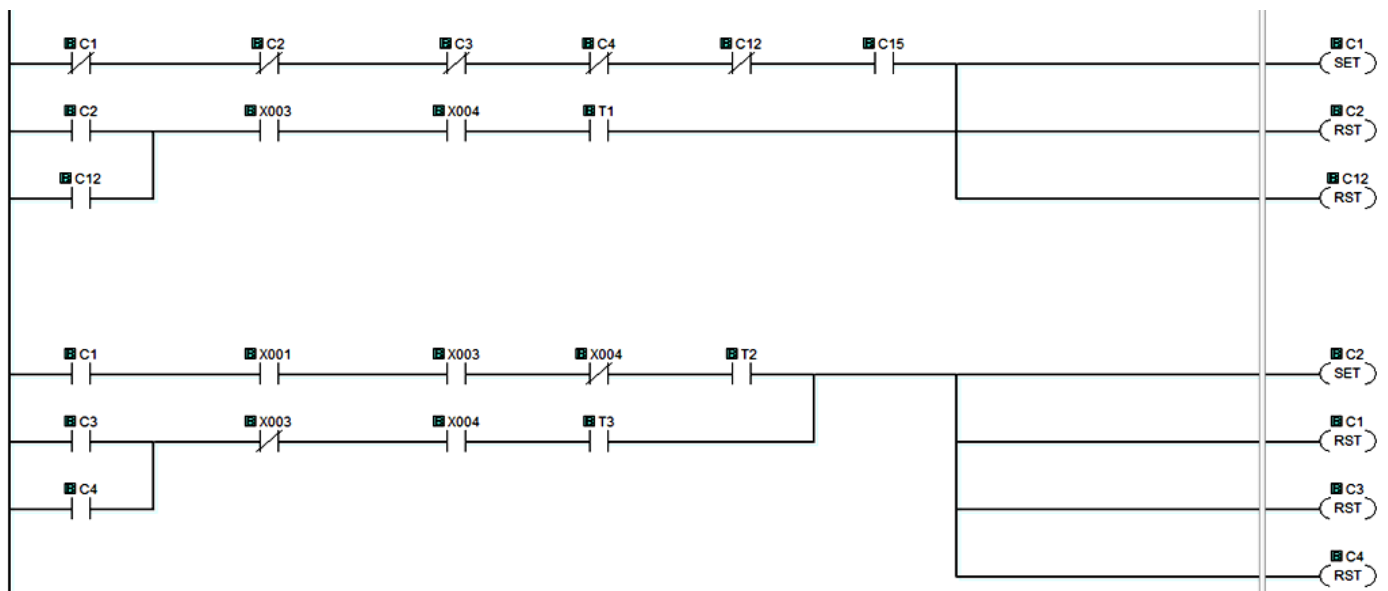 C1 C2 C3 C4 C12 C15 C1
SET
C2 X003 X004 T1 C2
RST
C12 C12
RST
C1 X001 X003 X004 T2 C2
SET
C3 X003 X004 T3 C1
RST
C4 C3
RST
C4
RST